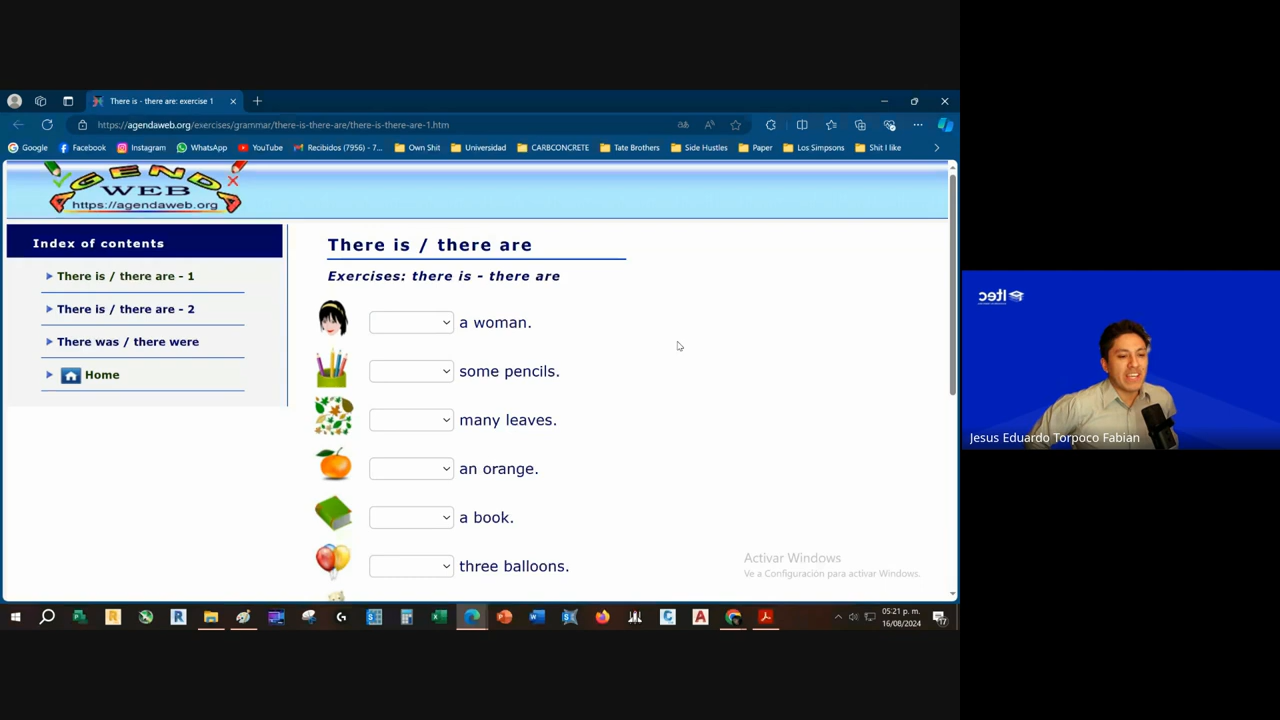 There is - there are: exercise 1
https://agendaweb.org/exercises/grammar/there-is-there-are/there-is-there-are-1.htm
Google Facebook Instagram WhatsApp YouTube Recibidos (7956) - 7... Own Shit Universidad CARBCONCRETE Tate Brothers Side Hustles Paper Los Simpsons Shit I like
AGENDA
WEB
https://agendaweb.org
Index of contents
There is / there are - 1
There is / there are - 2
There was / there were
Home
There is / there are
Exercises: there is - there are
a woman.
some pencils.
many leaves.
an orange.
a book.
three balloons.
Activar Windows
Ve a Configuración para activar Windows.
05:21 p. m.
16/08/2024
17
Itec
Jesus Eduardo Torpoco Fabian